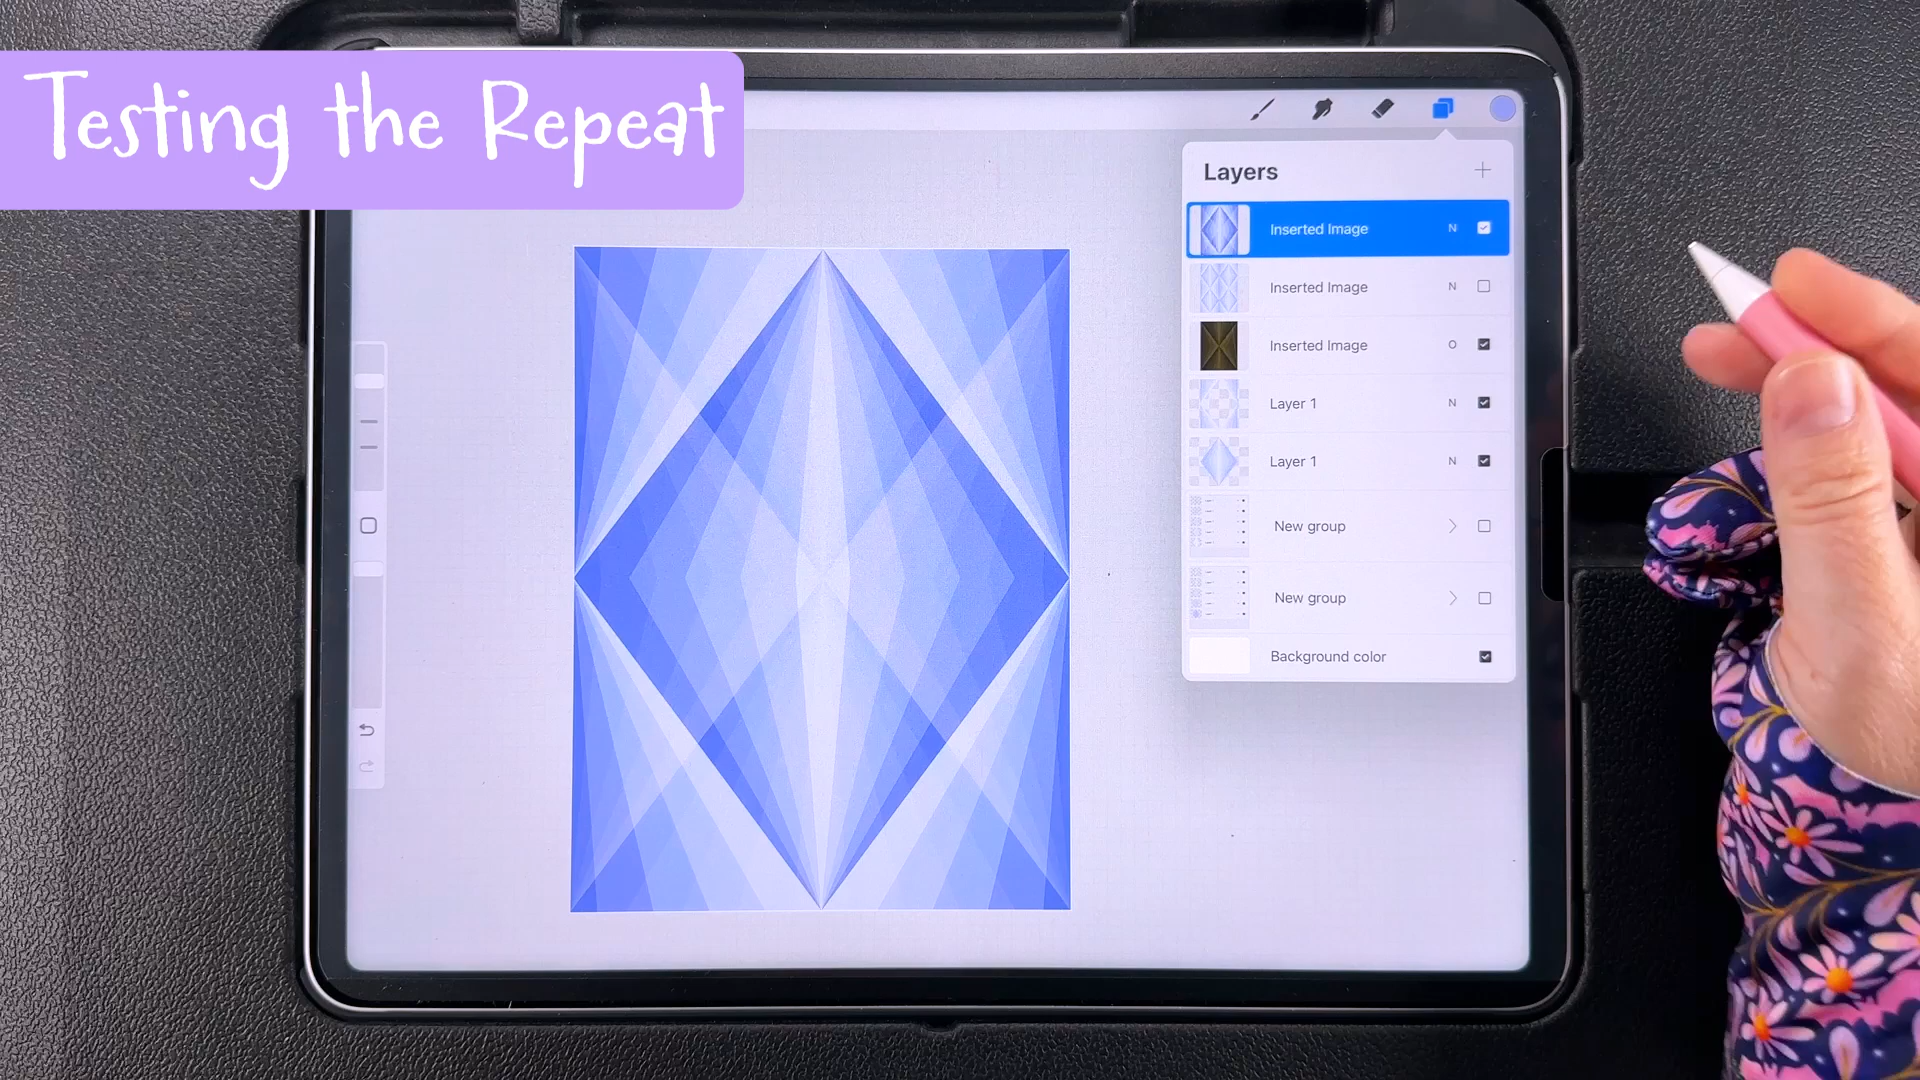 Testing the Repeat
Layers
Inserted Image N
Inserted Image N
Inserted Image O
Layer 1 N
Layer 1 N
New group
New group
Background color